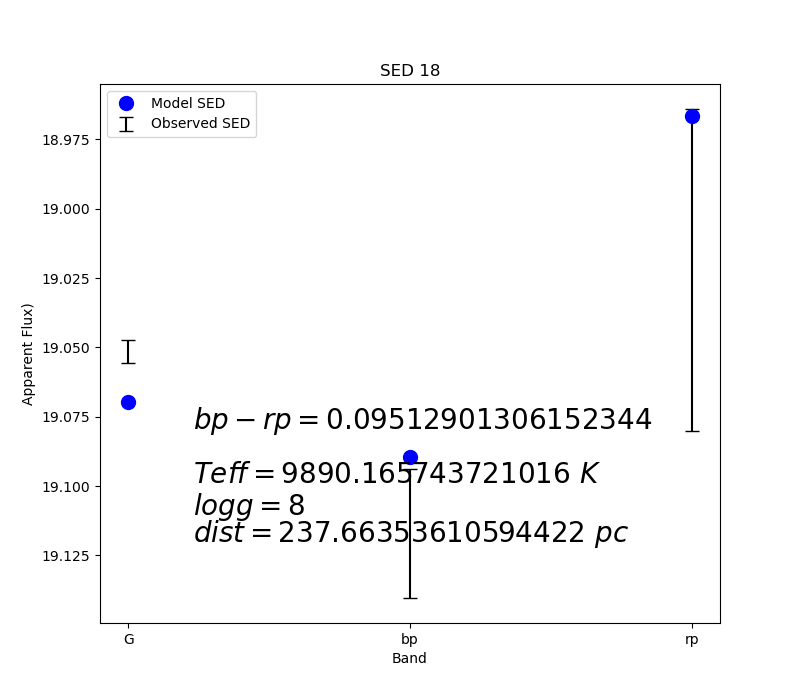 SED 18
Model SED
Observed SED
18.975
19.000
19.025
19.050
19.075
19.100
19.125
Apparent Flux)
bp − rp = 0.09512901306152344
Teff = 9890.165743721016 K
logg = 8
dist = 237.66353610594422 pc
G bp rp
Band